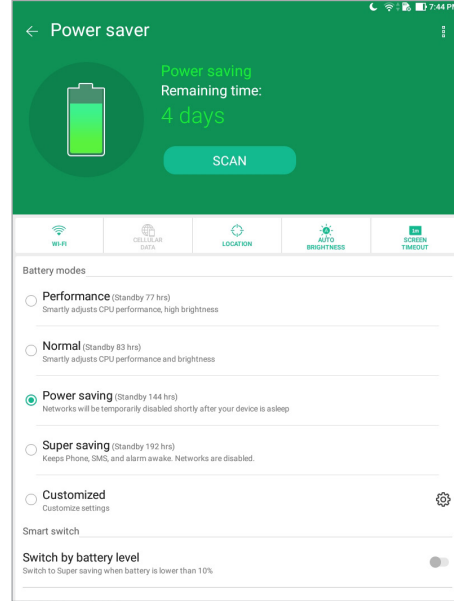 7:44 PM
Power saver
Power saving
Remaining time:
4 days
SCAN
WI-FI
CELLULAR
DATA
LOCATION
AUTO
BRIGHTNESS
1m
SCREEN
TIMEOUT
Battery modes
Performance (Standby 77 hrs)
Smartly adjusts CPU performance, high brightness
Normal (Standby 83 hrs)
Smartly adjusts CPU performance and brightness
Power saving (Standby 144 hrs)
Networks will be temporarily disabled shortly after your device is asleep
Super saving (Standby 192 hrs)
Keeps Phone, SMS, and alarm awake. Networks are disabled.
Customized
Customize settings
Smart switch
Switch by battery level
Switch to Super saving when battery is lower than 10%